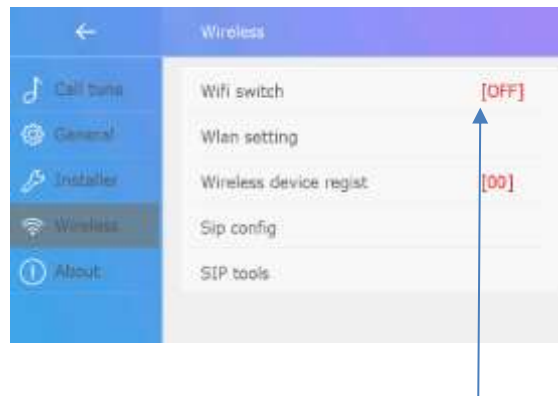 ←
Wireless
Call tune
General
Installer
Wireless
About
Wifi switch [OFF]
Wlan setting
Wireless device regist [00]
Sip config
SIP tools